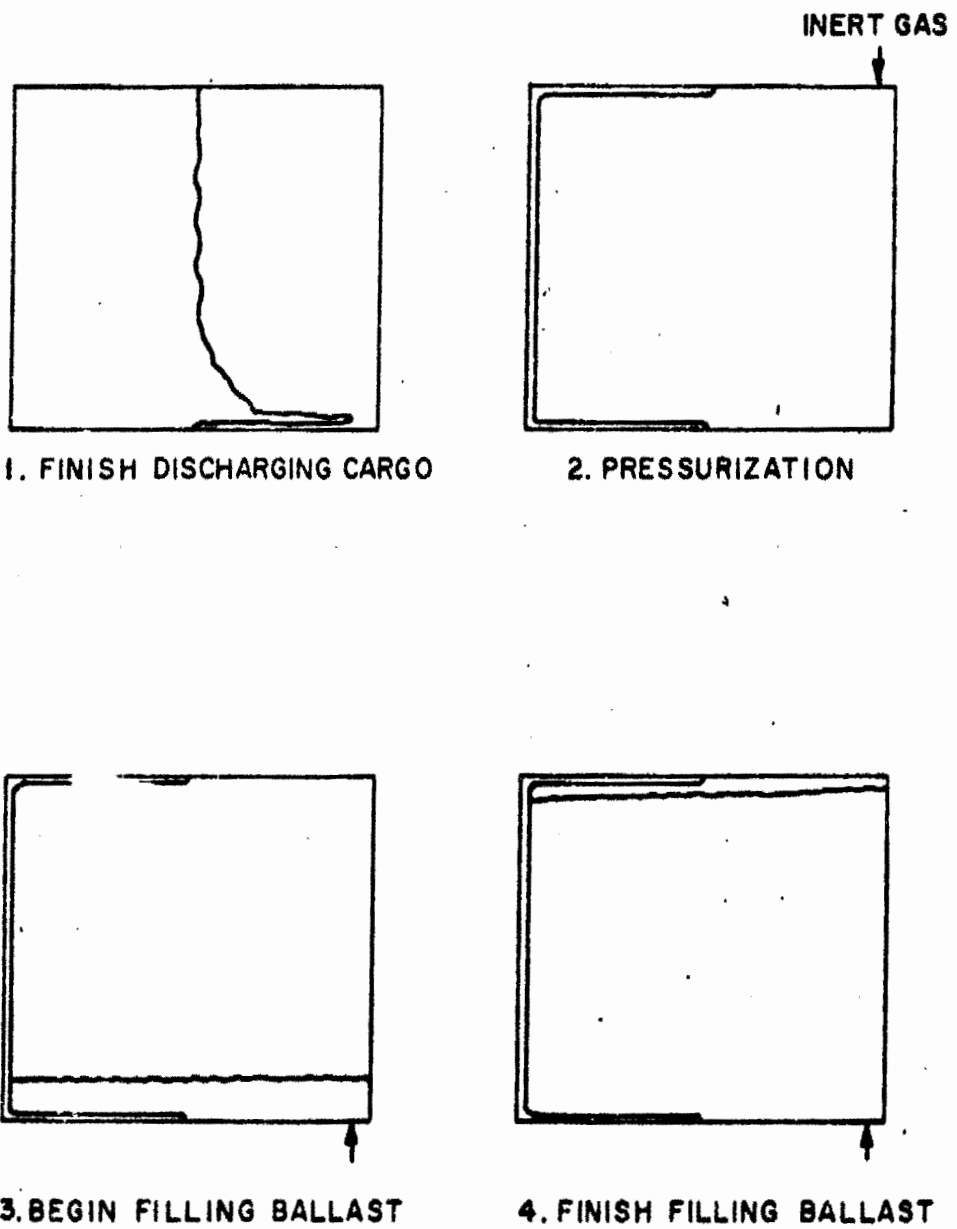 INERT GAS
1. FINISH DISCHARGING CARGO
2. PRESSURIZATION
3. BEGIN FILLING BALLAST
4. FINISH FILLING BALLAST